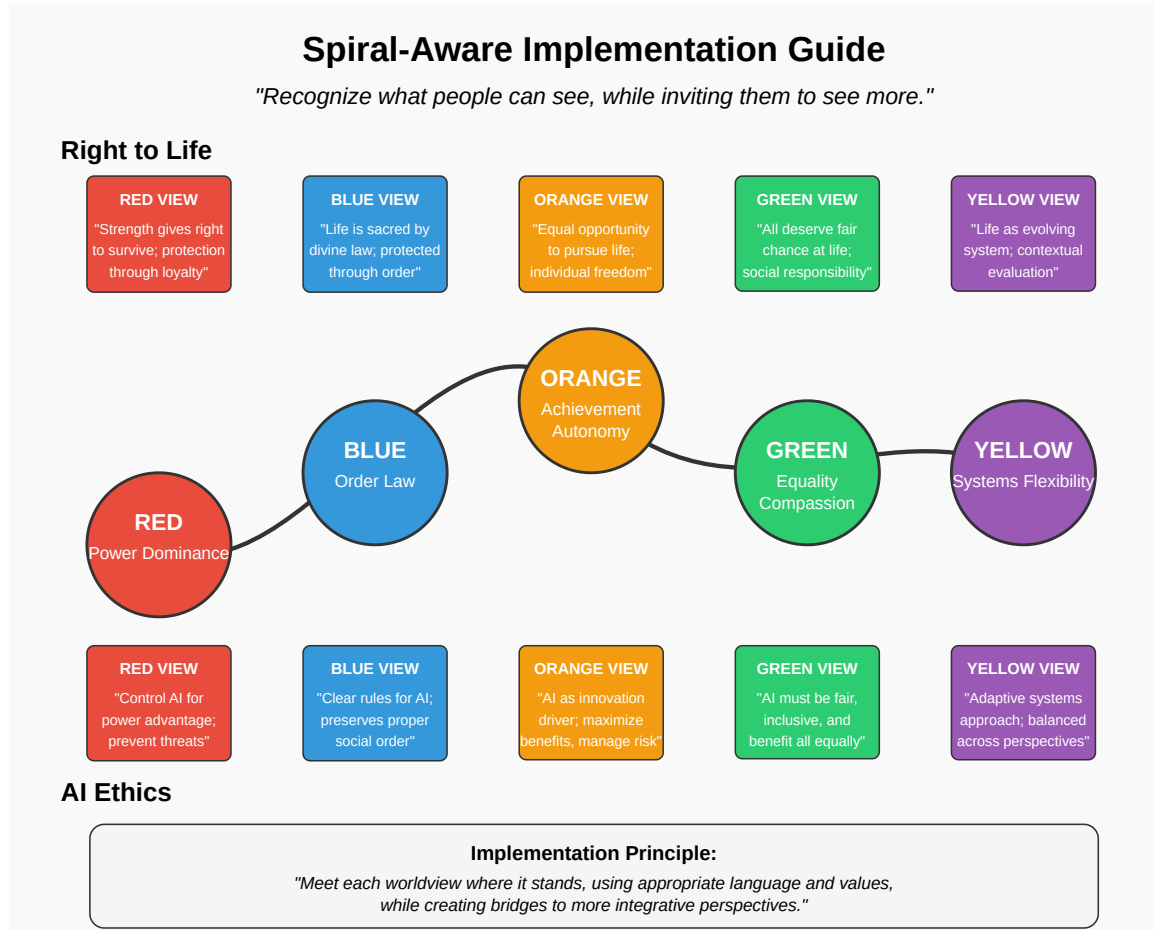 Spiral-Aware Implementation Guide
"Recognize what people can see, while inviting them to see more."
Right to Life
RED VIEW
"Strength gives right
to survive; protection
through loyalty"
BLUE VIEW
"Life is sacred by
divine law; protected
through order"
ORANGE VIEW
"Equal opportunity
to pursue life;
individual freedom"
GREEN VIEW
"All deserve fair
chance at life;
social responsibility"
YELLOW VIEW
"Life as evolving
system; contextual
evaluation"
RED
Power Dominance
BLUE
Order Law
ORANGE
Achievement
Autonomy
GREEN
Equality
Compassion
YELLOW
Systems Flexibility
RED VIEW
"Control AI for
power advantage;
prevent threats"
BLUE VIEW
"Clear rules for AI;
preserves proper
social order"
ORANGE VIEW
"AI as innovation
driver; maximize
benefits, manage risk"
GREEN VIEW
"AI must be fair,
inclusive, and
benefit all equally"
YELLOW VIEW
"Adaptive systems
approach; balanced
across perspectives"
AI Ethics
Implementation Principle:
"Meet each worldview where it stands, using appropriate language and values,
while creating bridges to more integrative perspectives."